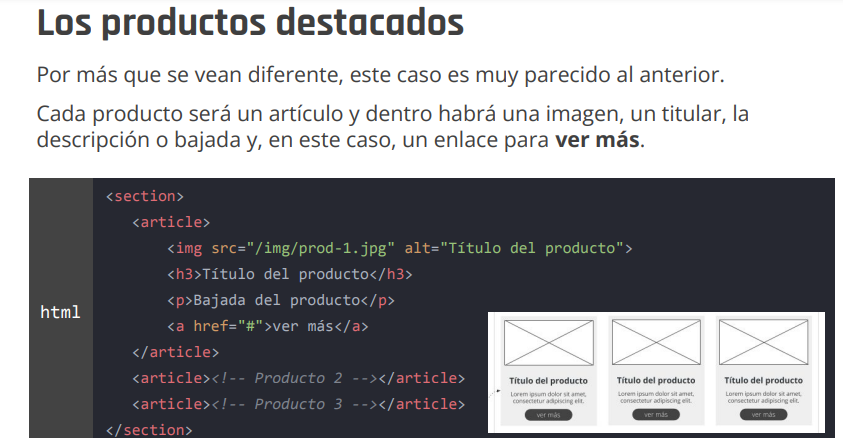 Los productos destacados
Por más que se vean diferente, este caso es muy parecido al anterior.
Cada producto será un artículo y dentro habrá una imagen, un titular, la
descripción o bajada y, en este caso, un enlace para ver más.
html
<section>
<article>
<img src="/img/prod-1.jpg" alt="Título del producto">
<h3>Título del producto</h3>
<p>Bajada del producto</p>
<a href="#">ver más</a>
</article>
<article><!-- Producto 2 --></article>
<article><!-- Producto 3 --></article>
</section>
Título del producto Título del producto Título del producto
Lorem ipsum dolor sit amet, Lorem ipsum dolor sit amet, Lorem ipsum dolor sit amet,
consectetur adipiscing elit. consectetur adipiscing elit. consectetur adipiscing elit.
ver más ver más ver más